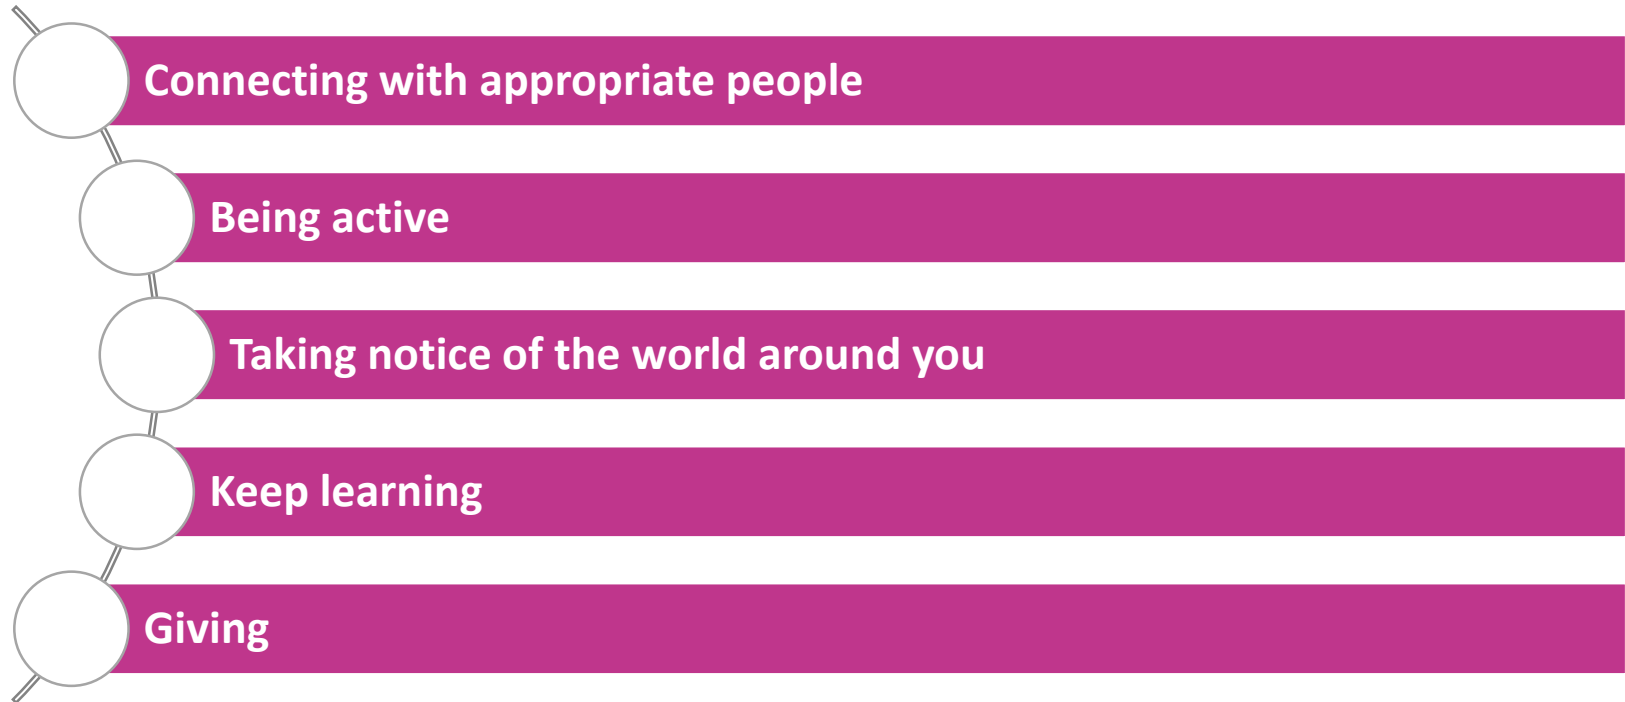 Connecting with appropriate people
Being active
Taking notice of the world around you
Keep learning
Giving